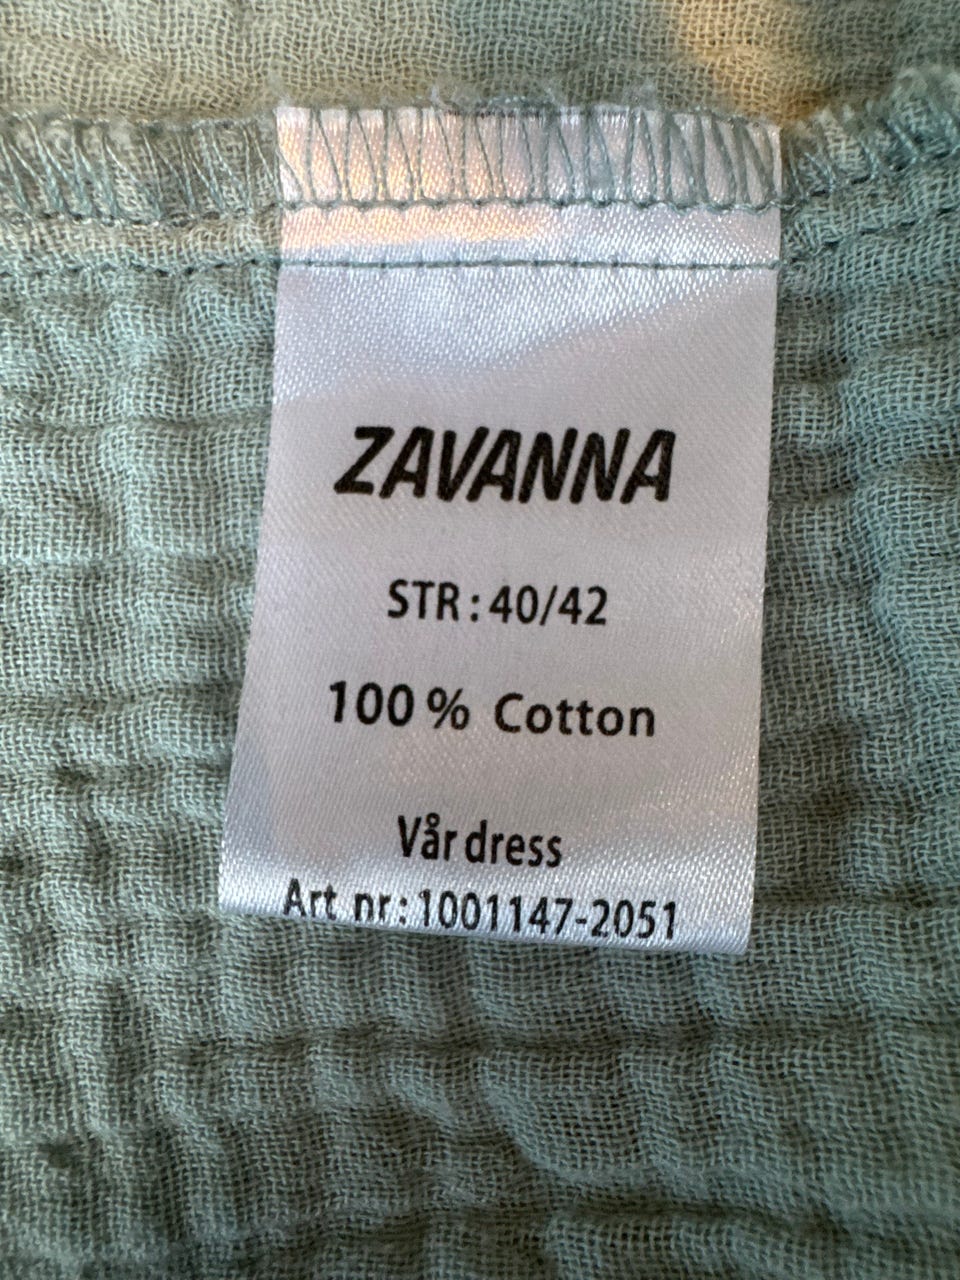 ZAVANNA
STR: 40/42
100% Cotton
Vår dress
Art nr: 1001147-2051